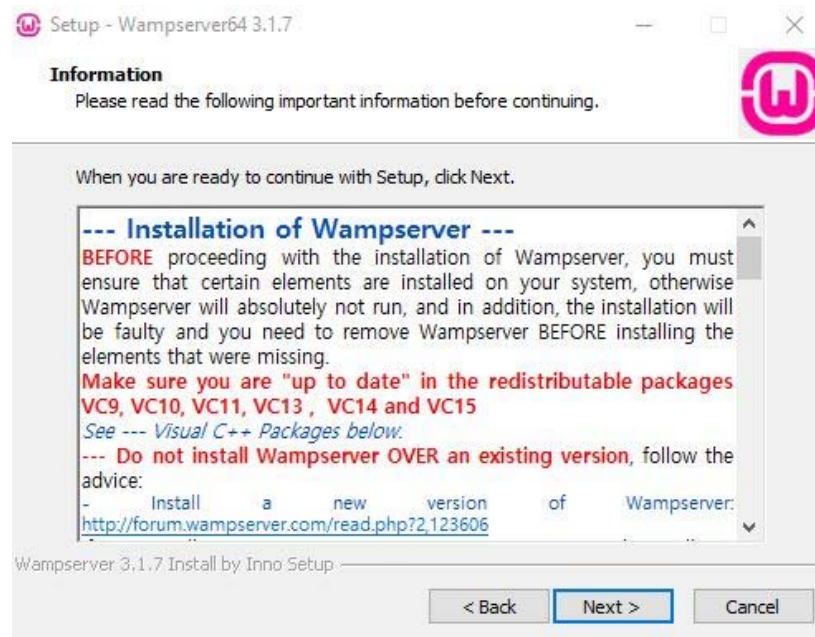 Setup - Wampserver64 3.1.7
Information
Please read the following important information before continuing.
When you are ready to continue with Setup, click Next.
--- Installation of Wampserver ---
BEFORE proceeding with the installation of Wampserver, you must
ensure that certain elements are installed on your system, otherwise
Wampserver will absolutely not run, and in addition, the installation will
be faulty and you need to remove Wampserver BEFORE installing the
elements that were missing.
Make sure you are "up to date" in the redistributable packages
VC9, VC10, VC11, VC13 , VC14 and VC15
See --- Visual C++ Packages below.
--- Do not install Wampserver OVER an existing version, follow the
advice:
- Install a new version of Wampserver:
http://forum.wampserver.com/read.php?2,123606
Wampserver 3.1.7 Install by Inno Setup
< Back
Next >
Cancel